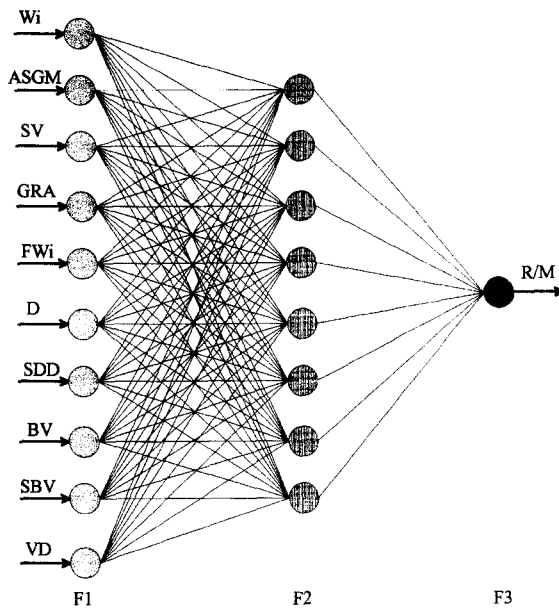 Wi
ASGM
SV
GRA
FWi
D
SDD
BV
SBV
VD
R/M
F1 F2 F3